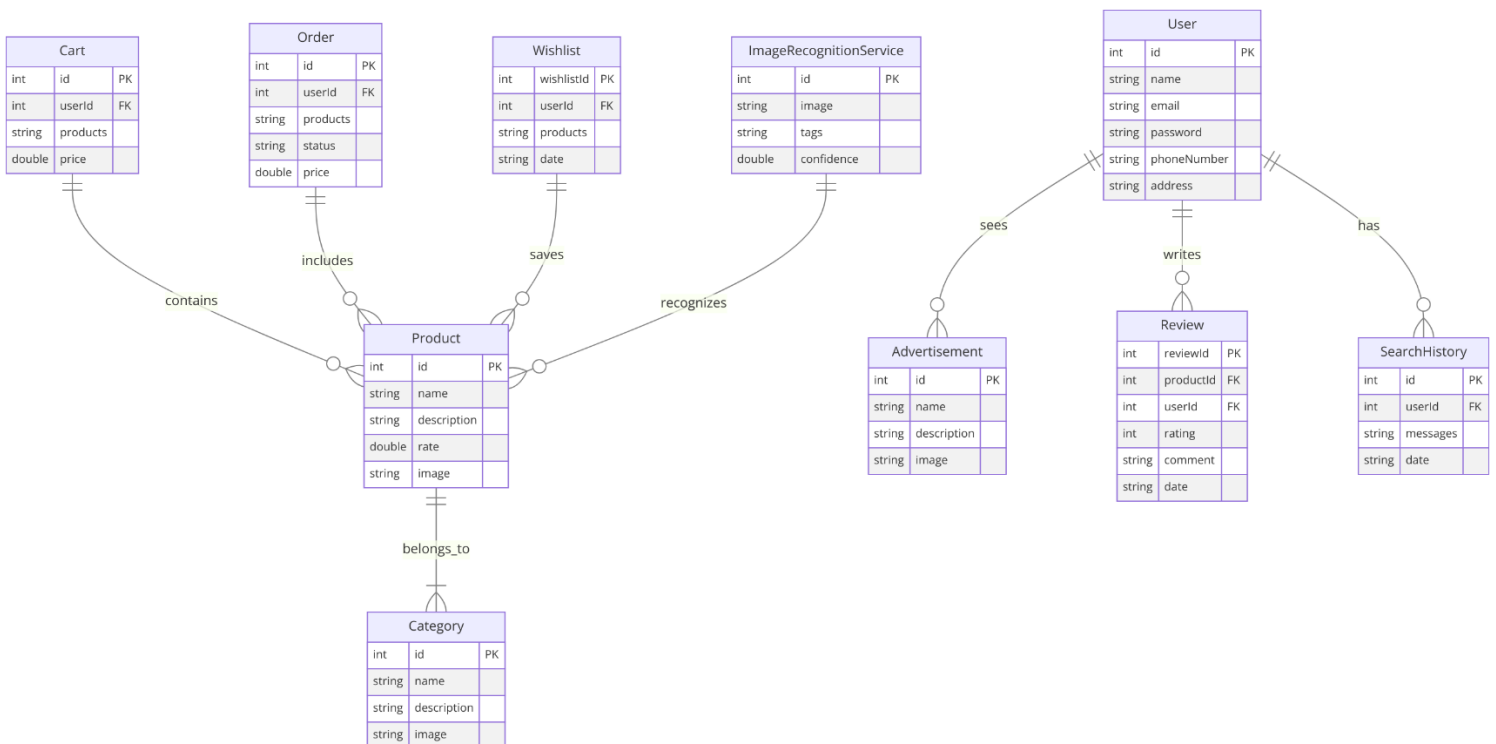 Cart
int id PK
int userId FK
string products
double price
Order
int id PK
int userId FK
string products
string status
double price
Wishlist
int wishlistId PK
int userId FK
string products
string date
ImageRecognitionService
int id PK
string image
string tags
double confidence
User
int id PK
string name
string email
string password
string phoneNumber
string address
contains
includes
saves
recognizes
sees
writes
has
Product
int id PK
string name
string description
double rate
string image
Advertisement
int id PK
string name
string description
string image
Review
int reviewId PK
int productId FK
int userId FK
int rating
string comment
string date
SearchHistory
int id PK
int userId FK
string messages
string date
belongs_to
Category
int id PK
string name
string description
string image